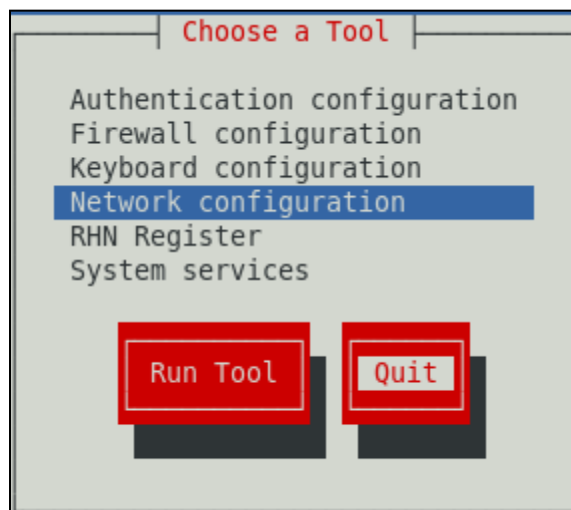 Choose a Tool
Authentication configuration
Firewall configuration
Keyboard configuration
Network configuration
RHN Register
System services
Run Tool Quit